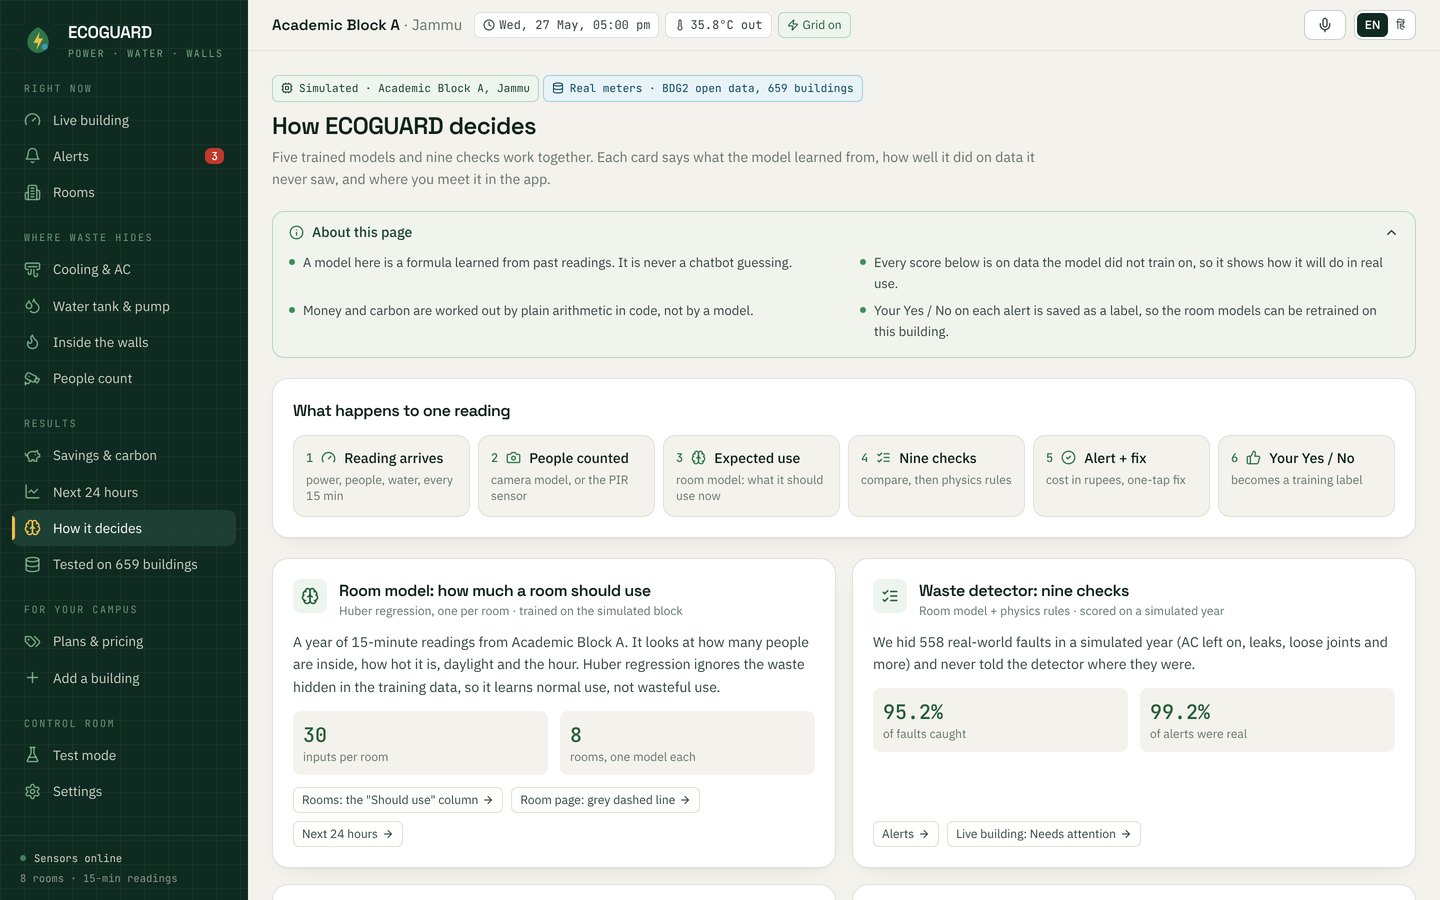 ECOGUARD
POWER · WATER · WALLS
RIGHT NOW
Live building
Alerts
3
Rooms
WHERE WASTE HIDES
Cooling & AC
Water tank & pump
Inside the walls
People count
RESULTS
Savings & carbon
Next 24 hours
How it decides
Tested on 659 buildings
FOR YOUR CAMPUS
Plans & pricing
Add a building
CONTROL ROOM
Test mode
Settings
Sensors online
8 rooms · 15-min readings
Academic Block A · Jammu
Wed, 27 May, 05:00 pm
35.8°C out
Grid on
EN
हिं
Simulated · Academic Block A, Jammu
Real meters · BDG2 open data, 659 buildings
How ECOGUARD decides
Five trained models and nine checks work together. Each card says what the model learned from, how well it did on data it
never saw, and where you meet it in the app.
About this page
A model here is a formula learned from past readings. It is never a chatbot guessing.
Every score below is on data the model did not train on, so it shows how it will do in real
use.
Money and carbon are worked out by plain arithmetic in code, not by a model.
Your Yes / No on each alert is saved as a label, so the room models can be retrained on
this building.
What happens to one reading
1 Reading arrives
power, people, water, every
15 min
2 People counted
camera model, or the PIR
sensor
3 Expected use
room model: what it should
use now
4 Nine checks
compare, then physics rules
5 Alert + fix
cost in rupees, one-tap fix
6 Your Yes / No
becomes a training label
Room model: how much a room should use
Huber regression, one per room · trained on the simulated block
A year of 15-minute readings from Academic Block A. It looks at how many people
are inside, how hot it is, daylight and the hour. Huber regression ignores the waste
hidden in the training data, so it learns normal use, not wasteful use.
30
inputs per room
8
rooms, one model each
Rooms: the "Should use" column →
Room page: grey dashed line →
Next 24 hours →
Waste detector: nine checks
Room model + physics rules · scored on a simulated year
We hid 558 real-world faults in a simulated year (AC left on, leaks, loose joints and
more) and never told the detector where they were.
95.2%
of faults caught
99.2%
of alerts were real
Alerts →
Live building: Needs attention →